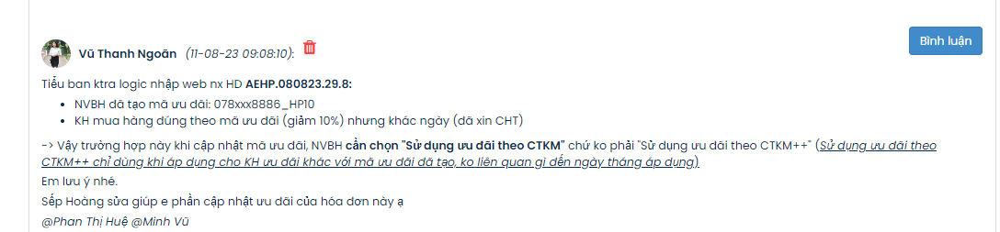 Bình luận
Vũ Thanh Ngoãn (11-08-23 09:08:10):
Tiểu ban ktra logic nhập web nx HD AEHP.080823.29.8:
• NVBH đã tạo mã ưu đãi: 078xxx8886_HP10
• KH mua hàng đúng theo mã ưu đãi (giảm 10%) nhưng khác ngày (đã xin CHT)
-> Vậy trường hợp này khi cập nhật mã ưu đãi, NVBH cần chọn "Sử dụng ưu đãi theo CTKM" chứ ko phải "Sử dụng ưu đãi theo CTKM++" (Sử dụng ưu đãi theo
CTKM++ chỉ dùng khi áp dụng cho KH ưu đãi khác với mã ưu đãi đã tạo, ko liên quan gì đến ngày tháng áp dụng)
Em lưu ý nhé.
Sếp Hoàng sửa giúp e phần cập nhật ưu đãi của hóa đơn này ạ
@Phan Thị Huệ @Minh Vũ